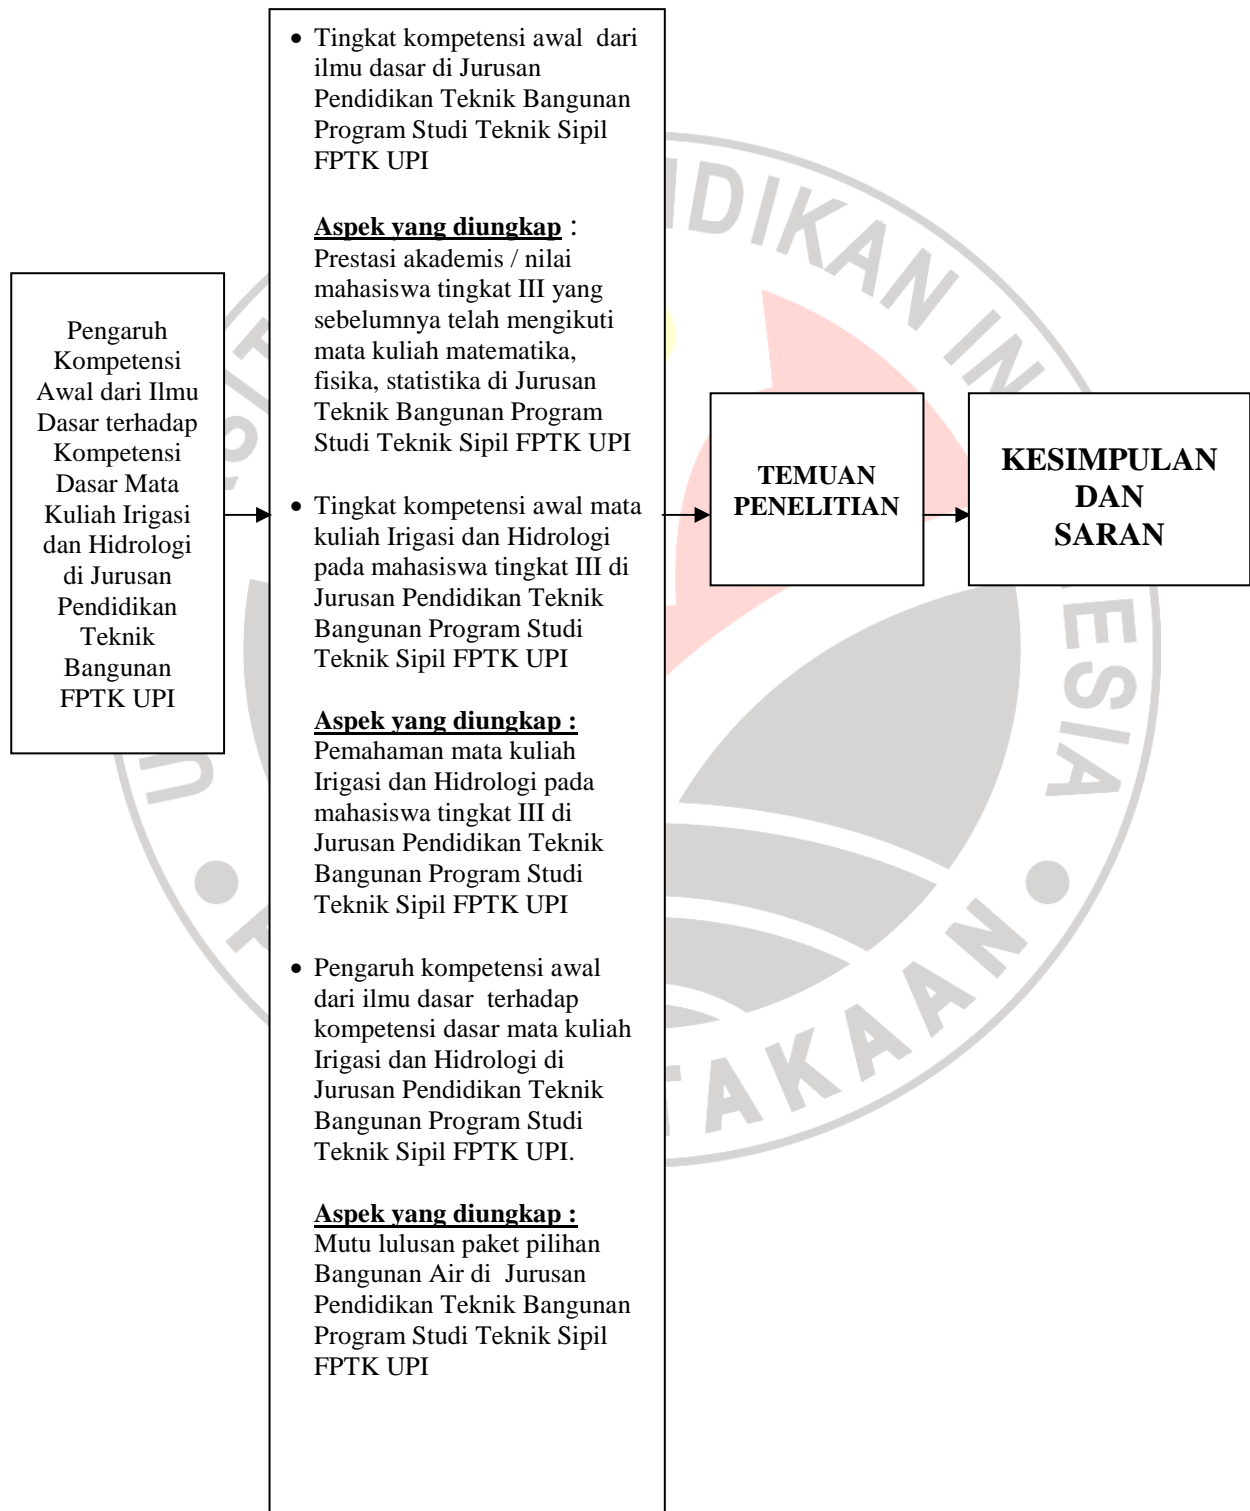 Pengaruh
Kompetensi
Awal dari Ilmu
Dasar terhadap
Kompetensi
Dasar Mata
Kuliah Irigasi
dan Hidrologi
di Jurusan
Pendidikan
Teknik
Bangunan
FPTK UPI
• Tingkat kompetensi awal dari
ilmu dasar di Jurusan
Pendidikan Teknik Bangunan
Program Studi Teknik Sipil
FPTK UPI
Aspek yang diungkap :
Prestasi akademis / nilai
mahasiswa tingkat III yang
sebelumnya telah mengikuti
mata kuliah matematika,
fisika, statistika di Jurusan
Teknik Bangunan Program
Studi Teknik Sipil FPTK UPI
• Tingkat kompetensi awal mata
kuliah Irigasi dan Hidrologi
pada mahasiswa tingkat III di
Jurusan Pendidikan Teknik
Bangunan Program Studi
Teknik Sipil FPTK UPI
Aspek yang diungkap :
Pemahaman mata kuliah
Irigasi dan Hidrologi pada
mahasiswa tingkat III di
Jurusan Pendidikan Teknik
Bangunan Program Studi
Teknik Sipil FPTK UPI
• Pengaruh kompetensi awal
dari ilmu dasar terhadap
kompetensi dasar mata kuliah
Irigasi dan Hidrologi di
Jurusan Pendidikan Teknik
Bangunan Program Studi
Teknik Sipil FPTK UPI.
Aspek yang diungkap :
Mutu lulusan paket pilihan
Bangunan Air di Jurusan
Pendidikan Teknik Bangunan
Program Studi Teknik Sipil
FPTK UPI
TEMUAN
PENELITIAN
KESIMPULAN
DAN
SARAN